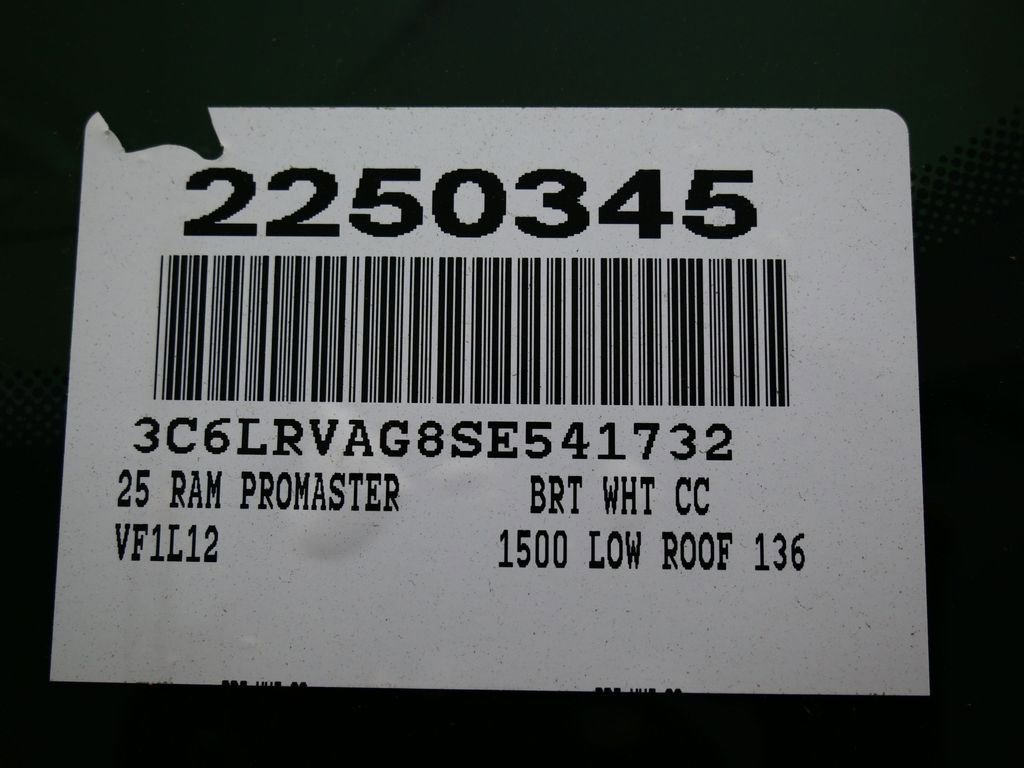 2250345
3C6LRVAG8SE541732
25 RAM PROMASTER BRT WHT CC
VF1L12 1500 LOW ROOF 136